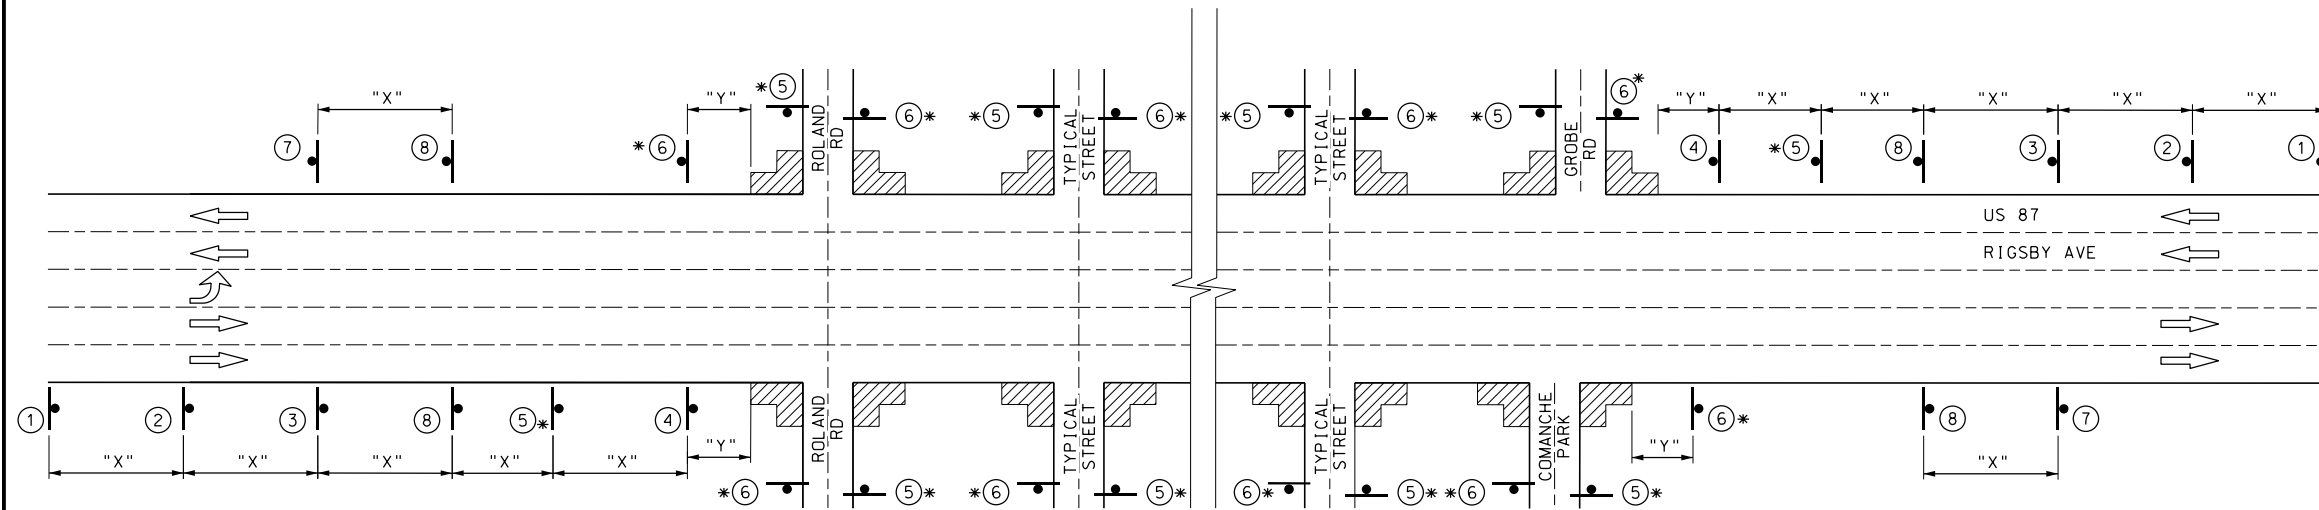 "X"
"Y"
*⑤
⑥*
*⑤
⑥*
*⑤
⑥*
*⑤
⑥*
"Y"
"X"
"X"
"X"
"X"
"X"
⑦
⑧
*⑥
ROLAND
RD
TYPICAL
STREET
TYPICAL
STREET
GROBE
RD
④
*⑤
⑧
③
②
①
US 87
RIGSBY AVE
①
②
③
⑧
⑤*
④
ROLAND
RD
TYPICAL
STREET
TYPICAL
STREET
COMANCHE
PARK
⑥*
⑧
⑦
"X"
"X"
"X"
"X"
"X"
"Y"
"Y"
"X"
*⑥
⑤*
*⑥
⑤*
⑥*
⑤*
*⑥
⑤*